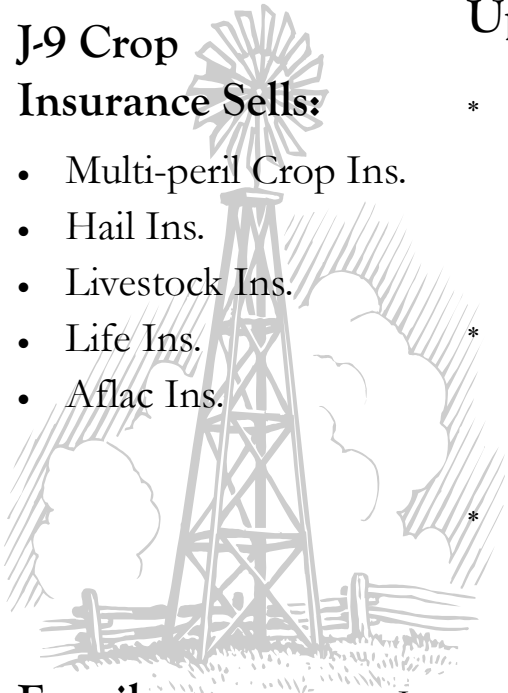 J-9 Crop
Insurance Sells:
• Multi-peril Crop Ins.
• Hail Ins.
• Livestock Ins.
• Life Ins.
• Aflac Ins.
*
*
*